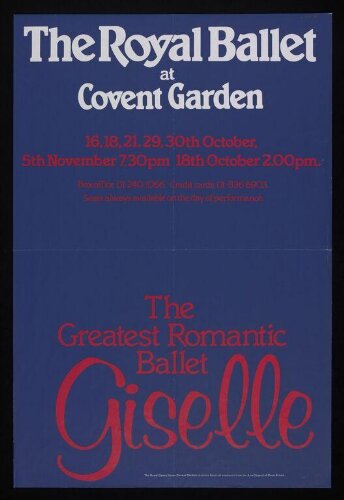 The Royal Ballet
at
Covent Garden
16, 18, 21, 29, 30th October,
5th November 7.30pm 18th October 2.00pm.
Box office 01-240 1066 Credit cards 01-836 6903
Seats always available on the day of performance
The
Greatest Romantic
Ballet
Giselle